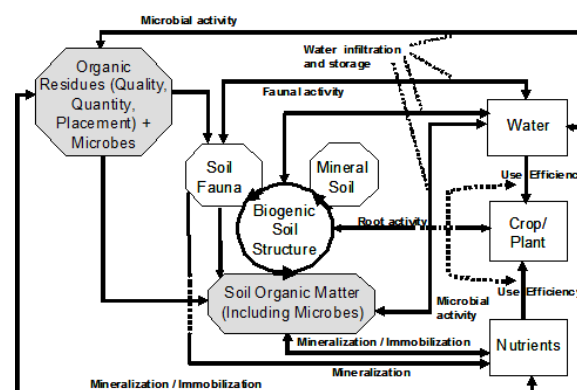 Microbial activity
Water infiltration
and storage
Organic
Residues (Quality,
Quantity,
Placement) +
Microbes
Faunal activity
Water
Soil
Fauna
Mineral
Soil
Use Efficiency
Biogenic
Soil
Structure
Root activity
Crop/
Plant
Soil Organic Matter
(Including Microbes)
Microbial
activity
Use Efficiency
Mineralization / Immobilization
Nutrients
Mineralization
Mineralization / Immobilization